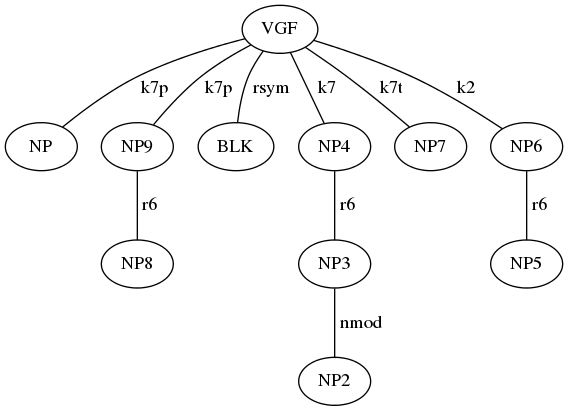 VGF
k7p k7p rsym k7 k7t k2
NP NP9 BLK NP4 NP7 NP6
r6 r6 r6
NP8 NP3 NP5
nmod
NP2